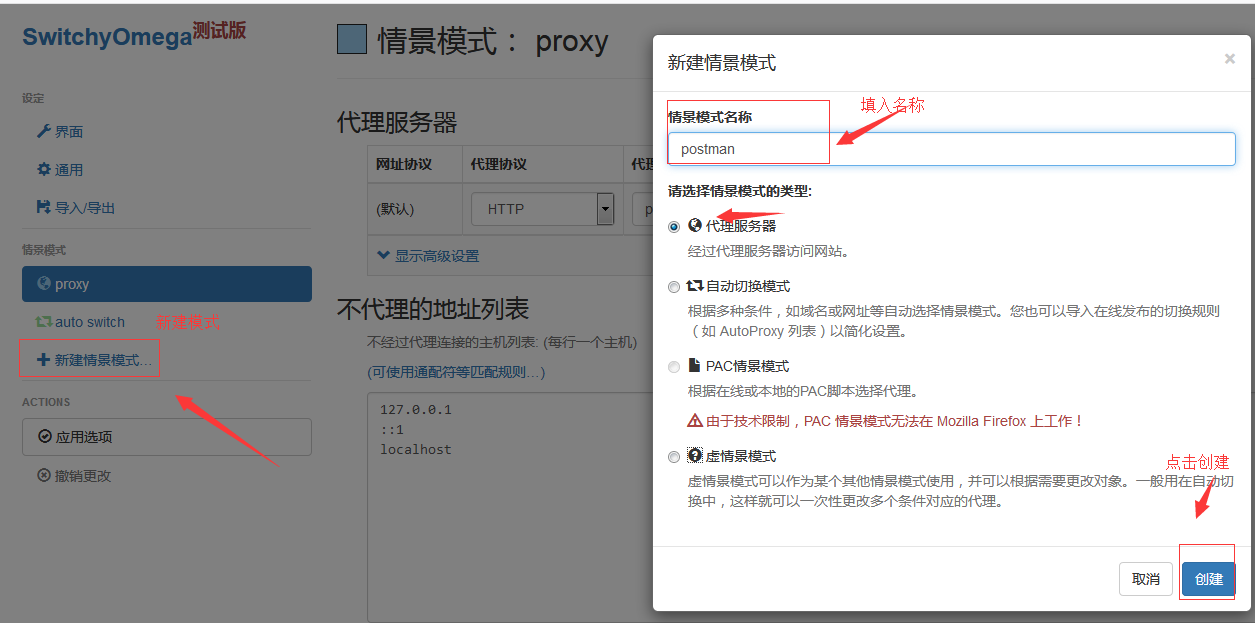 SwitchyOmega测试版
设定
界面
通用
导入/导出
情景模式
proxy
auto switch
新建模式
新建情景模式...
ACTIONS
应用选项
撤销更改
情景模式： proxy
代理服务器
网址协议 代理协议 代理
(默认) HTTP p
显示高级设置
不代理的地址列表
不经过代理连接的主机列表: (每行一个主机)
(可使用通配符等匹配规则...)
127.0.0.1
::1
localhost
新建情景模式 ×
填入名称
情景模式名称
postman
请选择情景模式的类型:
代理服务器
经过代理服务器访问网站。
自动切换模式
根据多种条件，如域名或网址等自动选择情景模式。您也可以导入在线发布的切换规则
（如 AutoProxy 列表）以简化设置。
PAC情景模式
根据在线或本地的PAC脚本选择代理。
由于技术限制，PAC 情景模式无法在 Mozilla Firefox 上工作！
虚情景模式
点击创建
虚情景模式可以作为某个其他情景模式使用，并可以根据需要更改对象。一般用在自动切
换中，这样就可以一次性更改多个条件对应的代理。
取消 创建